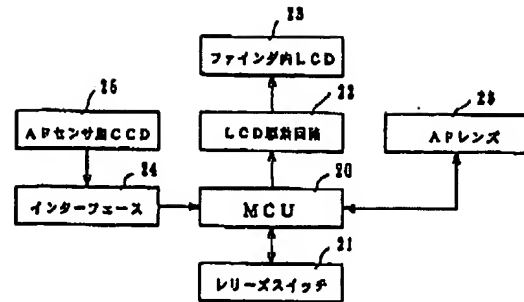 23
ファインダ内LCD
25
22
AFセンサ用CCD
LCD駆動回路
25
AFレンズ
24
20
インターフェース
MCU
21
レリーズスイッチ